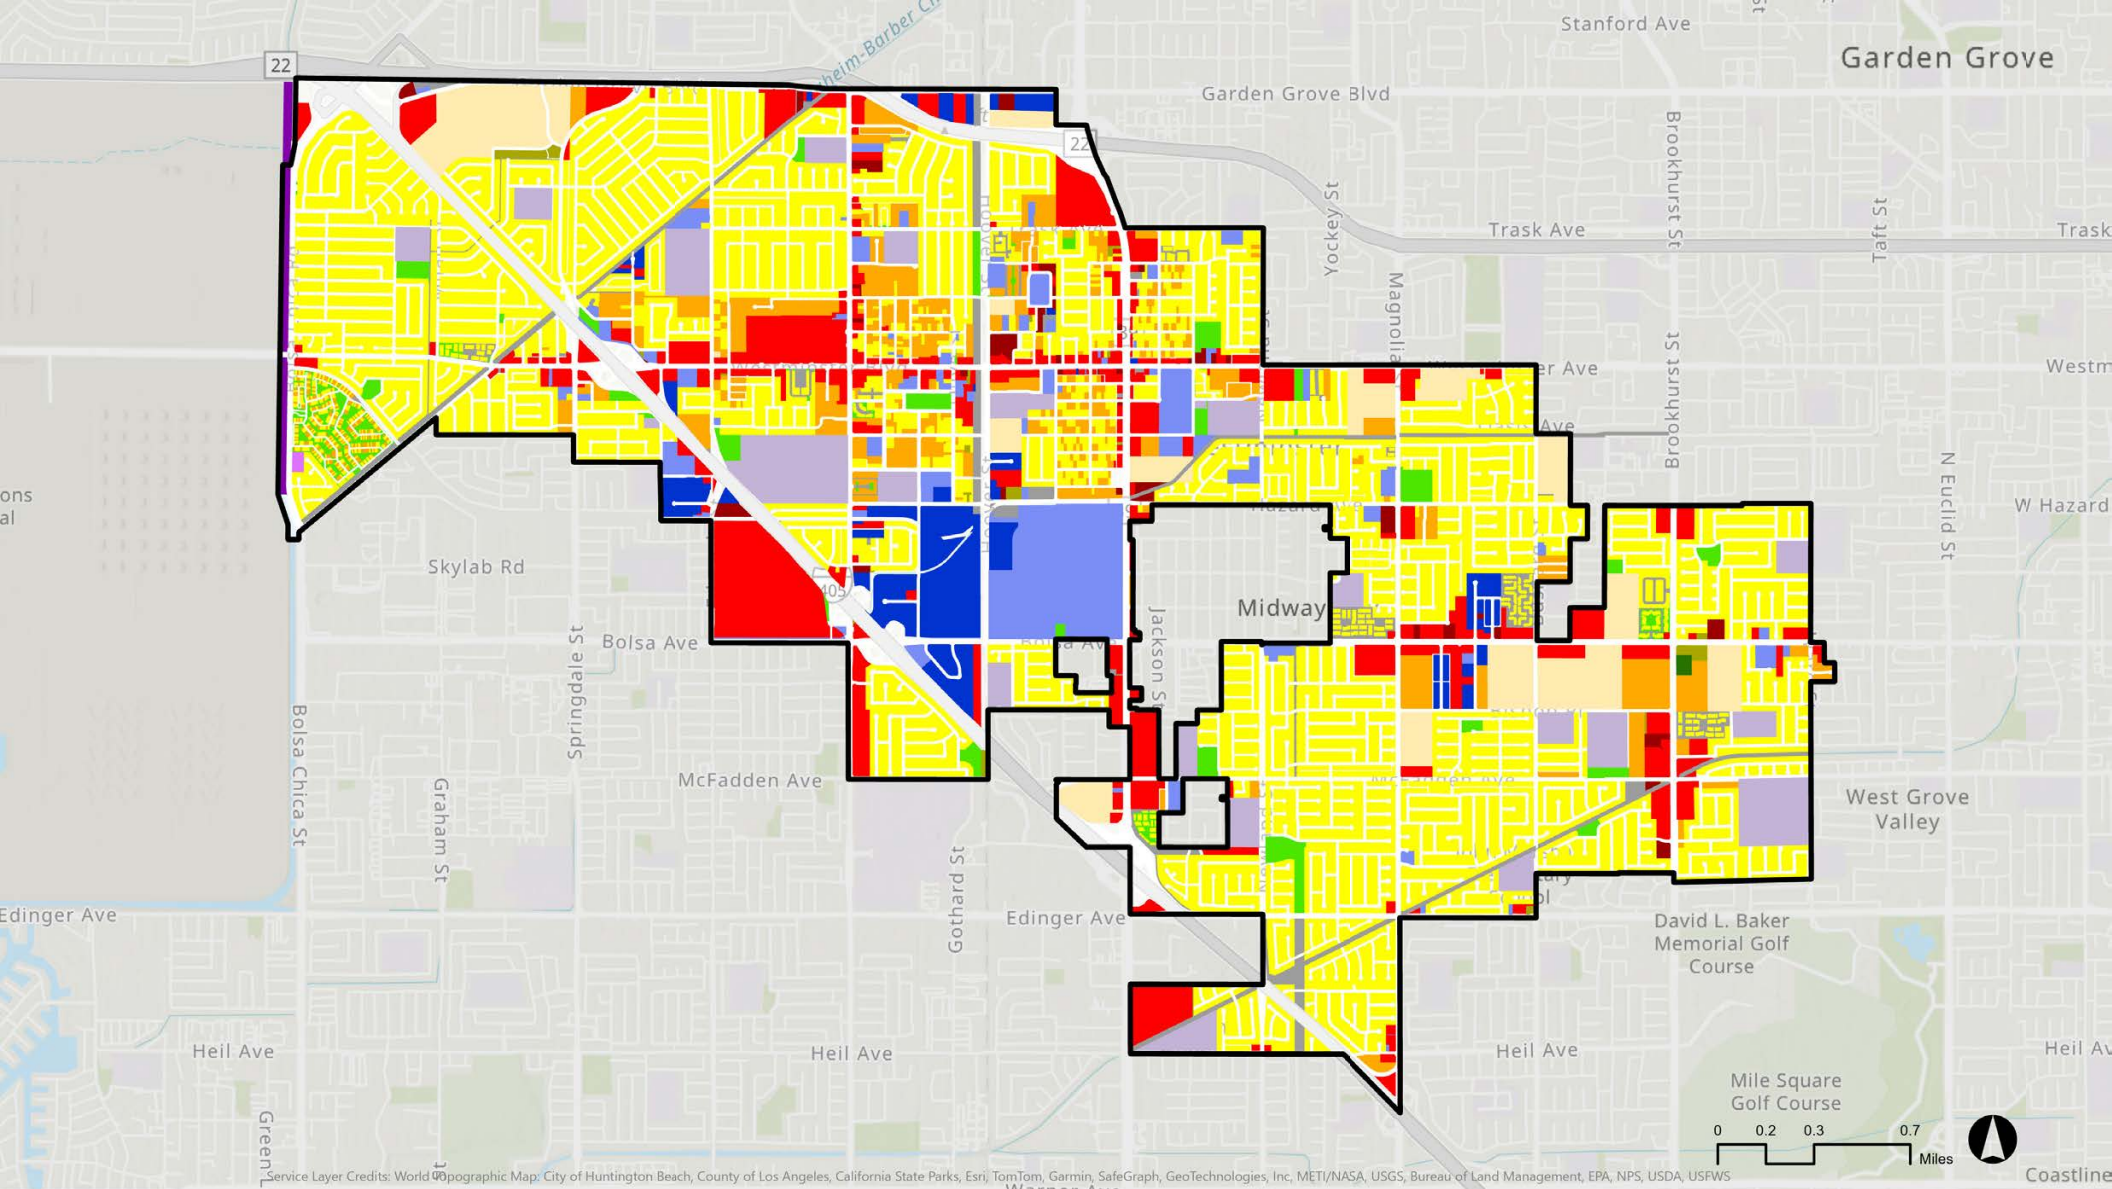 Stanford Ave
Garden Grove
22
Garden Grove Blvd
22
Brookhurst St
Yockey St
Taft St
Trask Ave
Trask
Magnolia
er Ave
Westm
Brookhurst St
Ave
N Euclid St
ons
al
W Hazard
Skylab Rd
405
Midway
Bolsa Ave
Jackson St
Springdale St
Bolsa Chica St
Graham St
McFadden Ave
West Grove
Valley
Gothard St
Edinger Ave
Edinger Ave
David L. Baker
Memorial Golf
Course
Heil Ave
Heil Ave
Heil Ave
Heil Av
Mile Square
Golf Course
0 0.2 0.3 0.7
Miles
Service Layer Credits: World Topographic Map: City of Huntington Beach, County of Los Angeles, California State Parks, Esri, TomTom, Garmin, SafeGraph, GeoTechnologies, Inc, METI/NASA, USGS, Bureau of Land Management, EPA, NPS, USDA, USFWS
Coastline